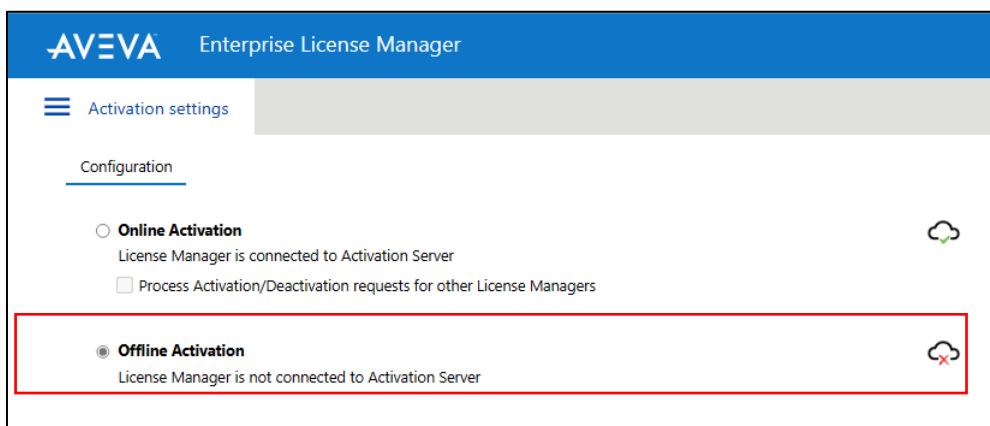 AVEVA Enterprise License Manager
Activation settings
Configuration
Online Activation
License Manager is connected to Activation Server
Process Activation/Deactivation requests for other License Managers
Offline Activation
License Manager is not connected to Activation Server